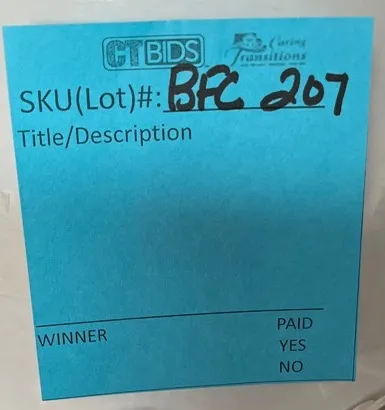 CTBIDS Caring Transitions
SKU(Lot)#: BFC 207
Title/Description
WINNER PAID
YES
NO